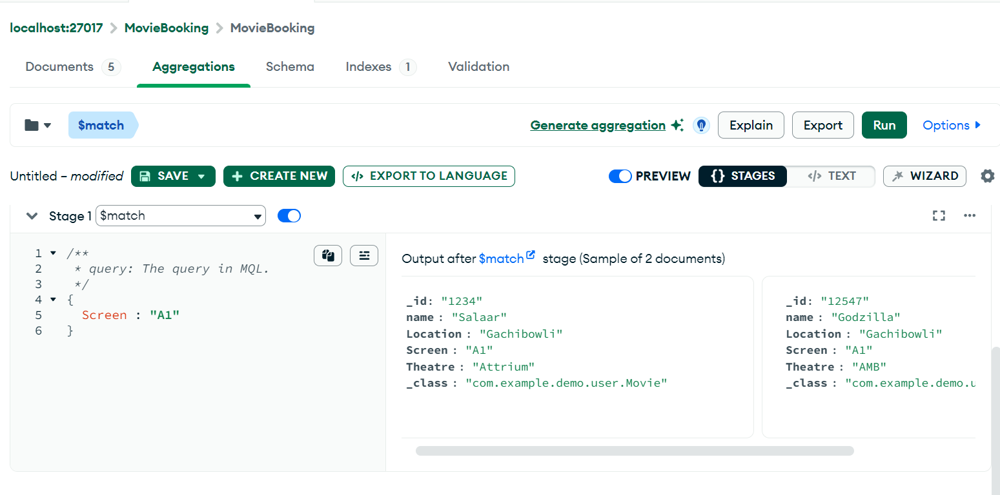 localhost:27017 > MovieBooking > MovieBooking
Documents 5 Aggregations Schema Indexes 1 Validation
$match Generate aggregation Explain Export Run Options
Untitled – modified SAVE + CREATE NEW </> EXPORT TO LANGUAGE PREVIEW {} STAGES </> TEXT WIZARD
Stage 1 $match
1 /**
2 * query: The query in MQL.
3 */
4 {
5 Screen : "A1"
6 }
Output after $match stage (Sample of 2 documents)
_id: "1234"
name : "Salaar"
Location : "Gachibowli"
Screen : "A1"
Theatre : "Attrium"
_class : "com.example.demo.user.Movie"
_id: "12547"
name : "Godzilla"
Location : "Gachibowli"
Screen : "A1"
Theatre : "AMB"
_class : "com.example.demo.u